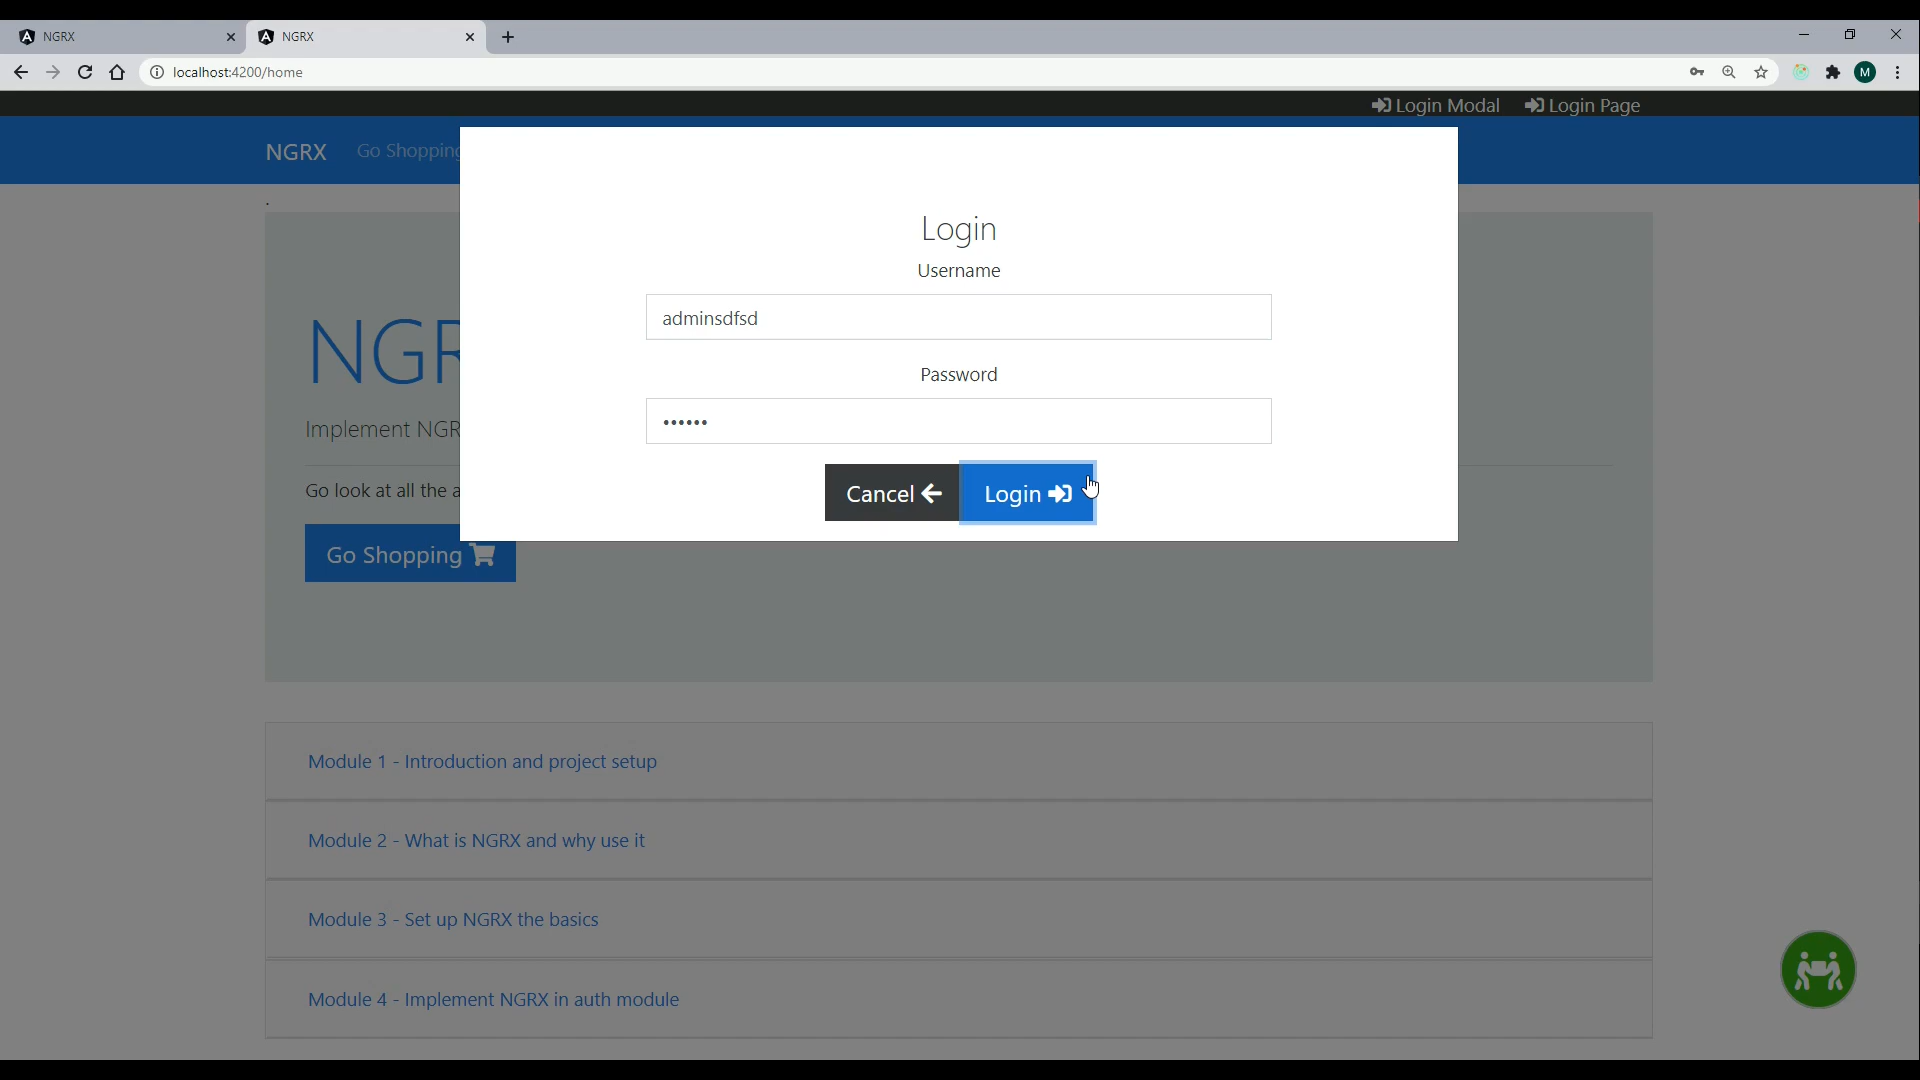 NGRX
NGRX
localhost:4200/home
M
Login Modal
Login Page
NGRX
Go Shopping
Login
Username
adminsdfsd
Password
••••••
Cancel
Login
NGR
Implement NGR
Go look at all the a
Go Shopping
Module 1 - Introduction and project setup
Module 2 - What is NGRX and why use it
Module 3 - Set up NGRX the basics
Module 4 - Implement NGRX in auth module